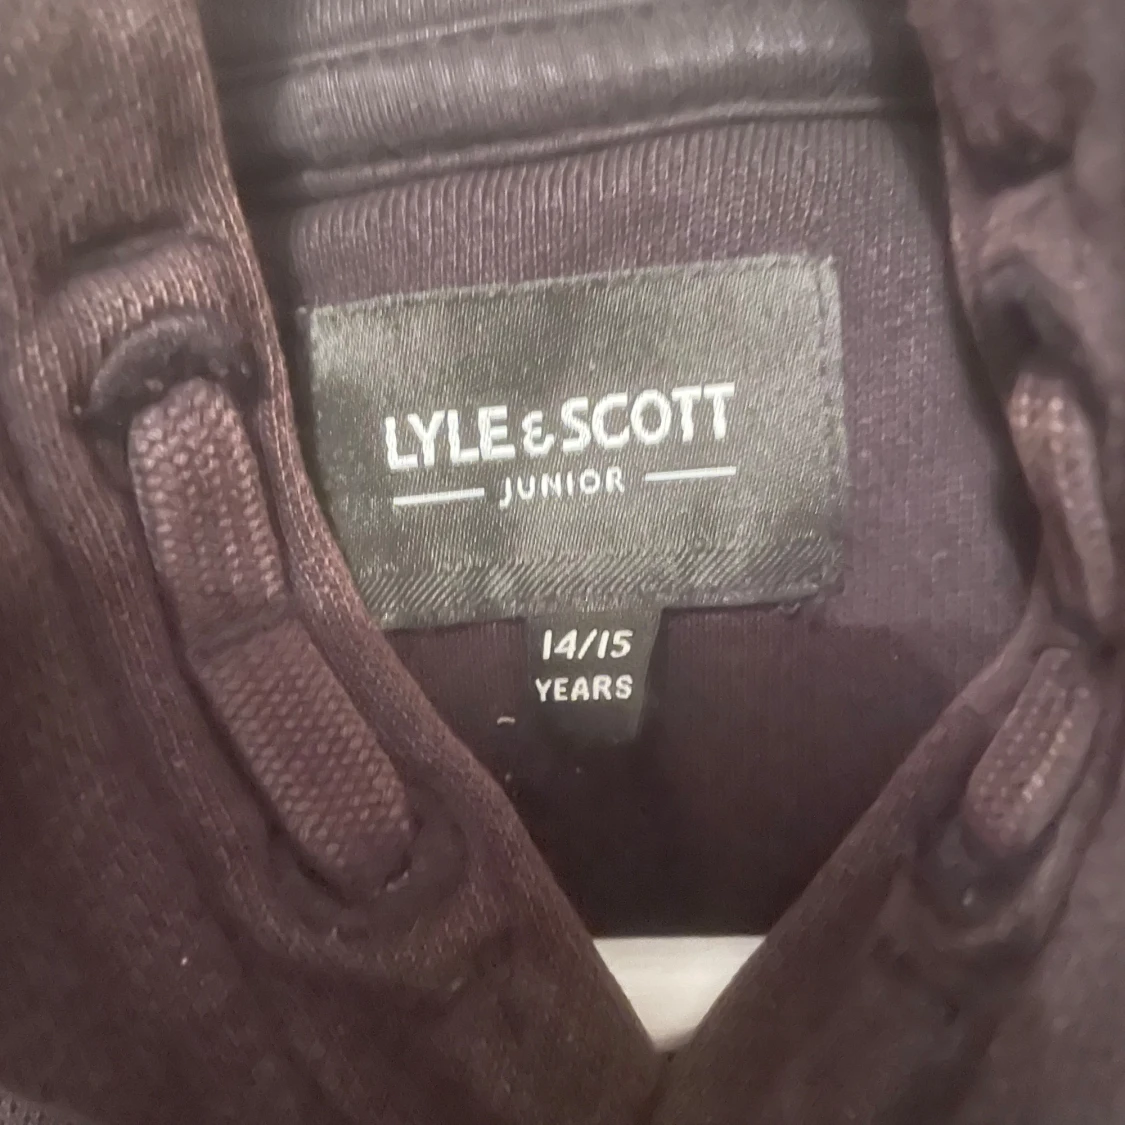 LYLE & SCOTT
JUNIOR
14/15
YEARS